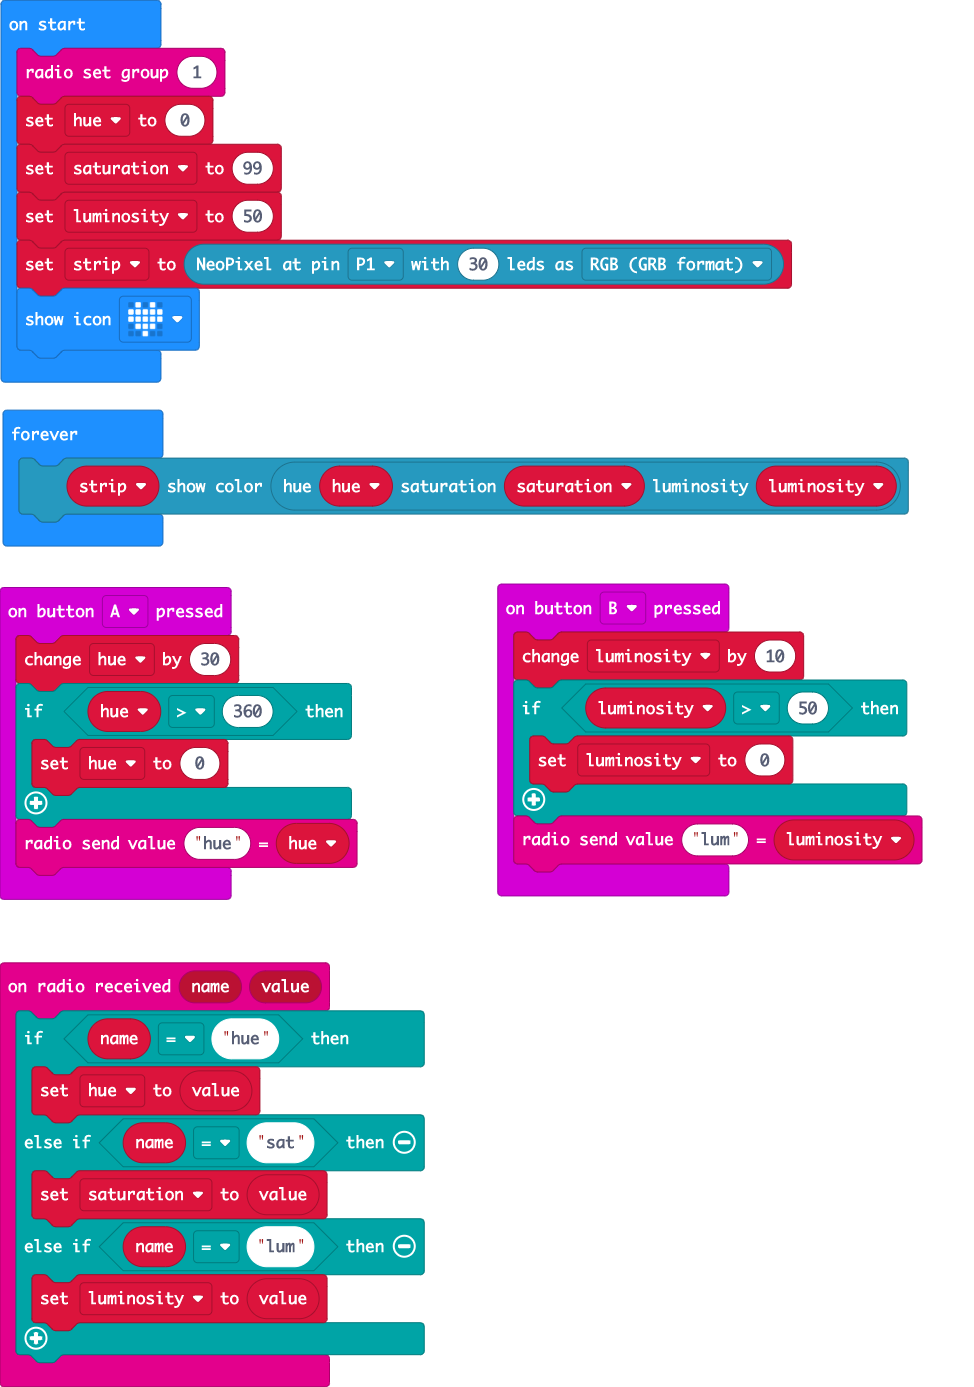 on start
radio set group 1
set hue to 0
set saturation to 99
set luminosity to 50
set strip to NeoPixel at pin P1 with 30 leds as RGB (GRB format)
show icon
forever
strip show color hue hue saturation saturation luminosity luminosity
on button A pressed
change hue by 30
if hue > 360 then
set hue to 0
radio send value "hue" = hue
on button B pressed
change luminosity by 10
if luminosity > 50 then
set luminosity to 0
radio send value "lum" = luminosity
on radio received name value
if name = "hue" then
set hue to value
else if name = "sat" then
set saturation to value
else if name = "lum" then
set luminosity to value